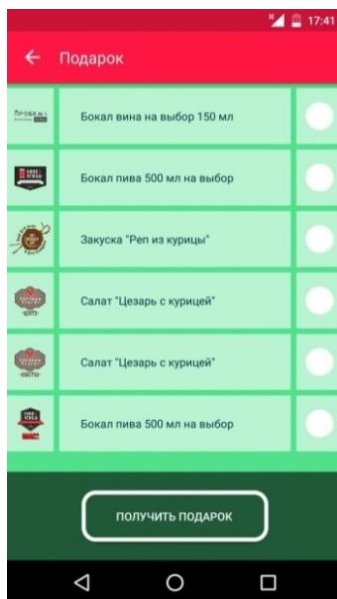 17:41
Подарок
Бокал вина на выбор 150 мл
Бокал пива 500 мл на выбор
Закуска "Реп из курицы"
Салат "Цезарь с курицей"
Салат "Цезарь с курицей"
Бокал пива 500 мл на выбор
ПОЛУЧИТЬ ПОДАРОК